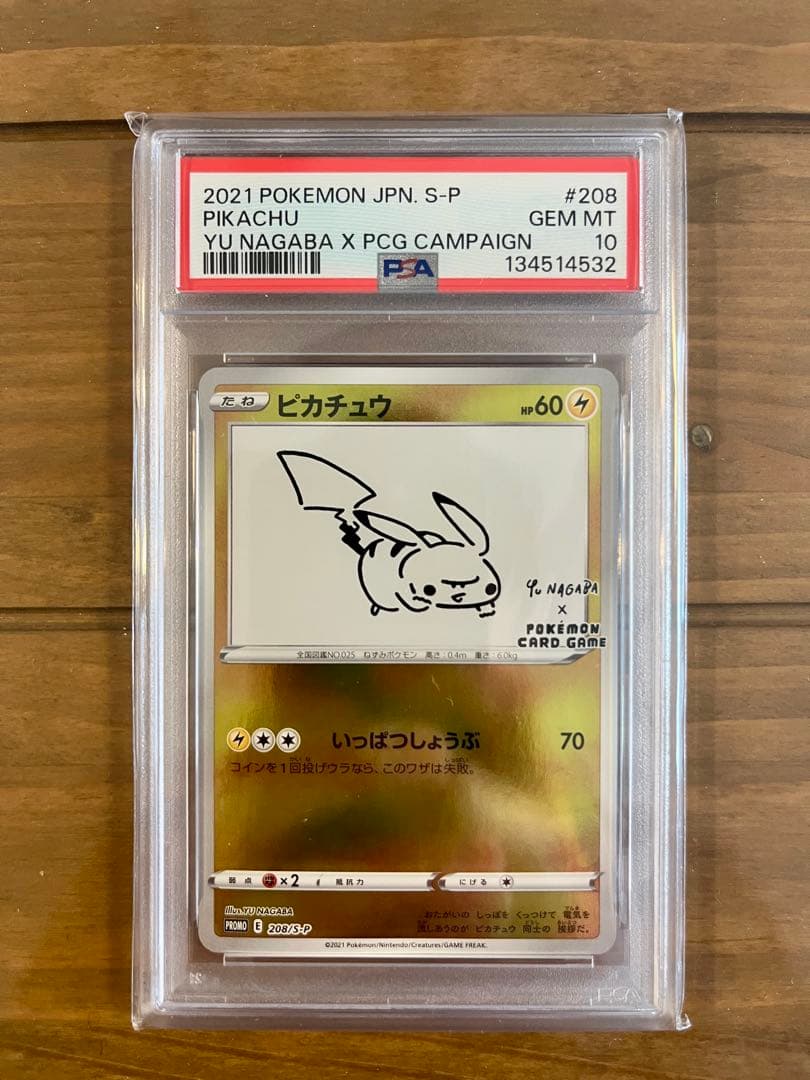 2021 POKEMON JPN. S-P #208
PIKACHU GEM MT
YU NAGABA X PCG CAMPAIGN 10
PSA 134514532
たね ピカチュウ HP60
YU NAGABA
X
POKÉMON
CARD GAME
全国図鑑NO.025 ねずみポケモン 高さ:0.4m 重さ:6.0kg
いっぱつしょうぶ 70
コインを1回投げウラなら、このワザは失敗。
弱点 ×2 抵抗力 にげる
Illus. YU NAGABA
PROMO E 208/S-P
おたがいの しっぽを くっつけて 電気を
流しあうのが ピカチュウ 同士の 挨拶だ。
©2021 Pokémon/Nintendo/Creatures/GAME FREAK.